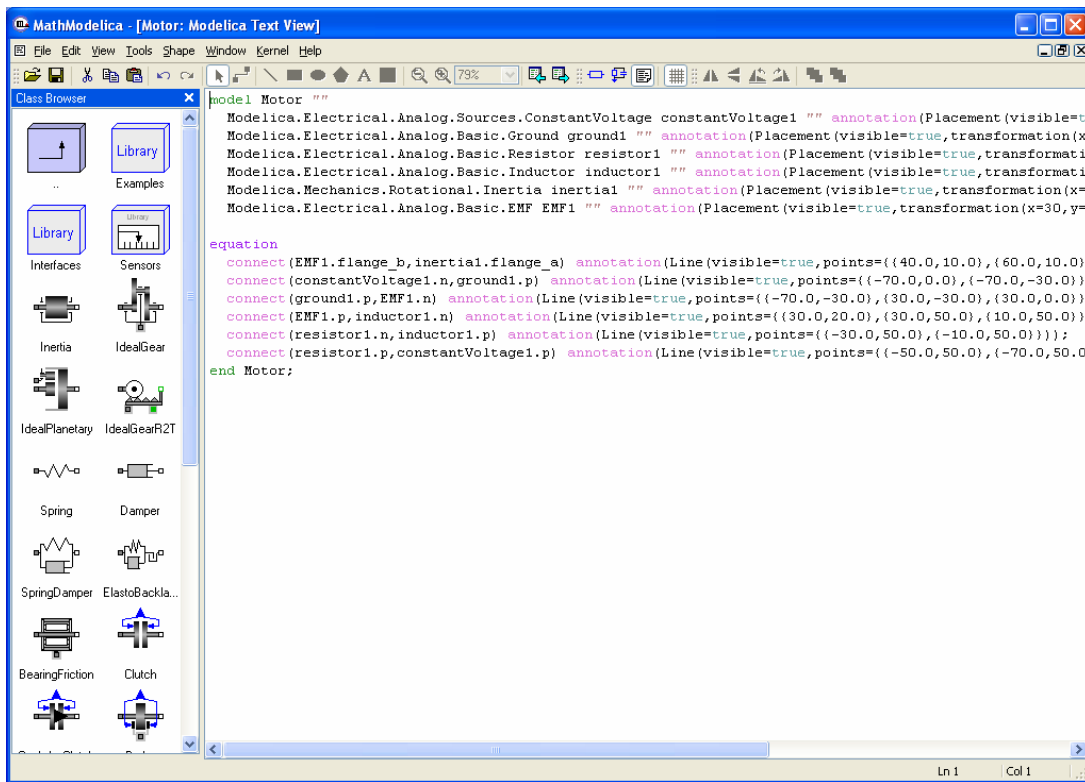 MathModelica - [Motor: Modelica Text View]
File Edit View Tools Shape Window Kernel Help
79%
Class Browser
model Motor ""
Modelica.Electrical.Analog.Sources.ConstantVoltage constantVoltage1 "" annotation(Placement(visible=t
Modelica.Electrical.Analog.Basic.Ground ground1 "" annotation(Placement(visible=true,transformation(x
Modelica.Electrical.Analog.Basic.Resistor resistor1 "" annotation(Placement(visible=true,transformati
Modelica.Electrical.Analog.Basic.Inductor inductor1 "" annotation(Placement(visible=true,transformati
Modelica.Mechanics.Rotational.Inertia inertia1 "" annotation(Placement(visible=true,transformation(x=
Modelica.Electrical.Analog.Basic.EMF EMF1 "" annotation(Placement(visible=true,transformation(x=30,y=
equation
connect(EMF1.flange_b,inertia1.flange_a) annotation(Line(visible=true,points={{40.0,10.0},{60.0,10.0}
connect(constantVoltage1.n,ground1.p) annotation(Line(visible=true,points={{-70.0,0.0},{-70.0,-30.0}}
connect(ground1.p,EMF1.n) annotation(Line(visible=true,points={{-70.0,-30.0},{30.0,-30.0},{30.0,0.0}}
connect(EMF1.p,inductor1.n) annotation(Line(visible=true,points={{30.0,20.0},{30.0,50.0},{10.0,50.0}}
connect(resistor1.n,inductor1.p) annotation(Line(visible=true,points={{-30.0,50.0},{-10.0,50.0}}));
connect(resistor1.p,constantVoltage1.p) annotation(Line(visible=true,points={{-50.0,50.0},{-70.0,50.0
end Motor;
Library
.. Examples
Library Library
Interfaces Sensors
Inertia IdealGear
IdealPlanetary IdealGearR2T
Spring Damper
SpringDamper ElastoBackla...
BearingFriction Clutch
Ln 1 Col 1